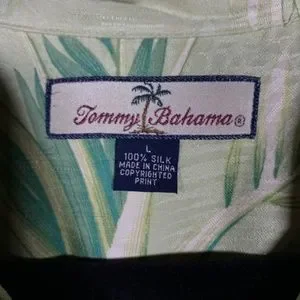 Tommy Bahama®
L
100% SILK
MADE IN CHINA
COPYRIGHTED
PRINT